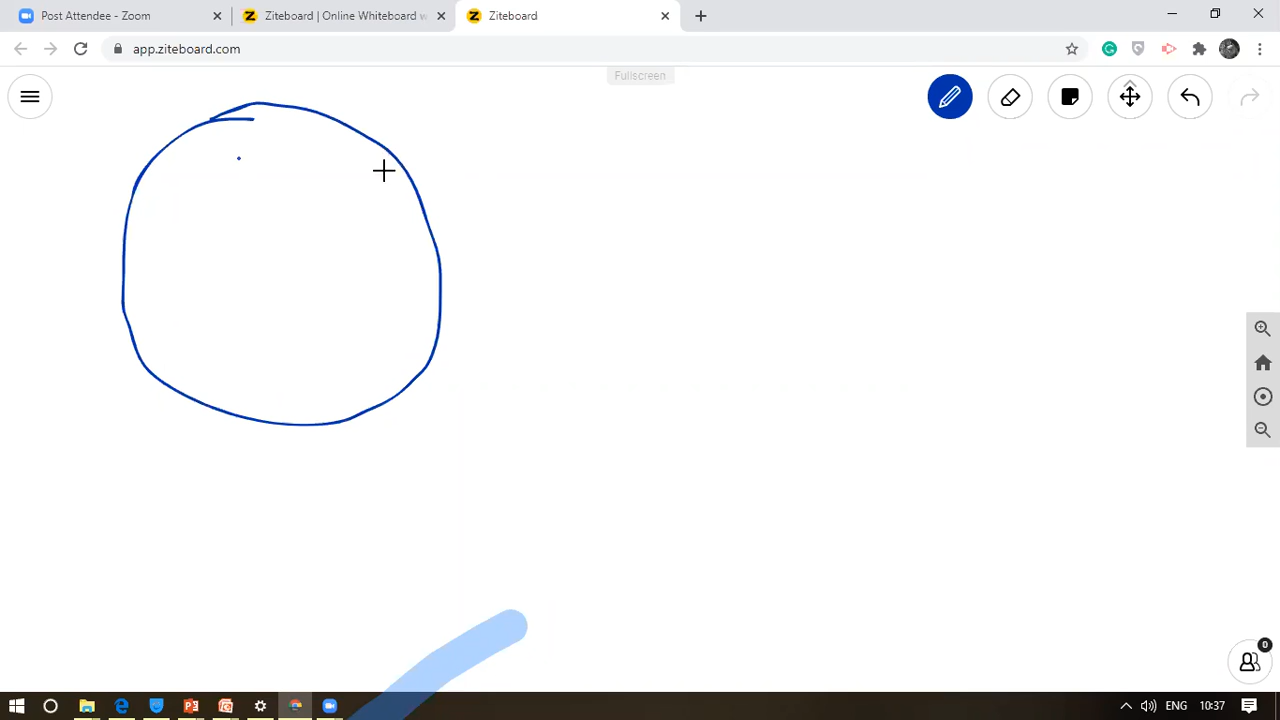 Post Attendee - Zoom
Ziteboard | Online Whiteboard w
Ziteboard
app.ziteboard.com
Fullscreen
0
ENG
10:37